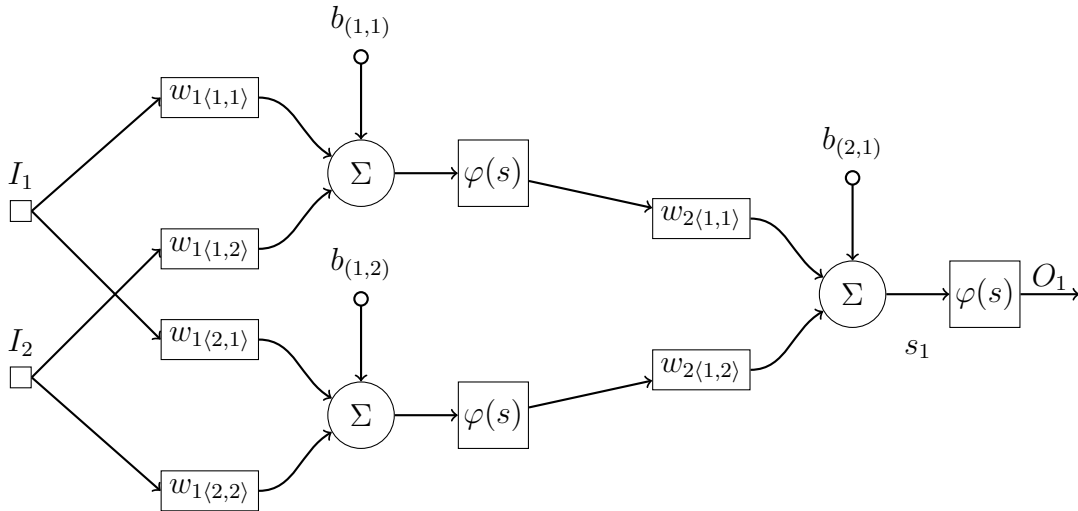 b₍₁,₁₎
w₁⟨₁,₁⟩
I₁
Σ
φ(s)
b₍₂,₁₎
w₁⟨₁,₂⟩
w₂⟨₁,₁⟩
b₍₁,₂₎
Σ
φ(s)
O₁
I₂
w₁⟨₂,₁⟩
s₁
w₂⟨₁,₂⟩
Σ
φ(s)
w₁⟨₂,₂⟩